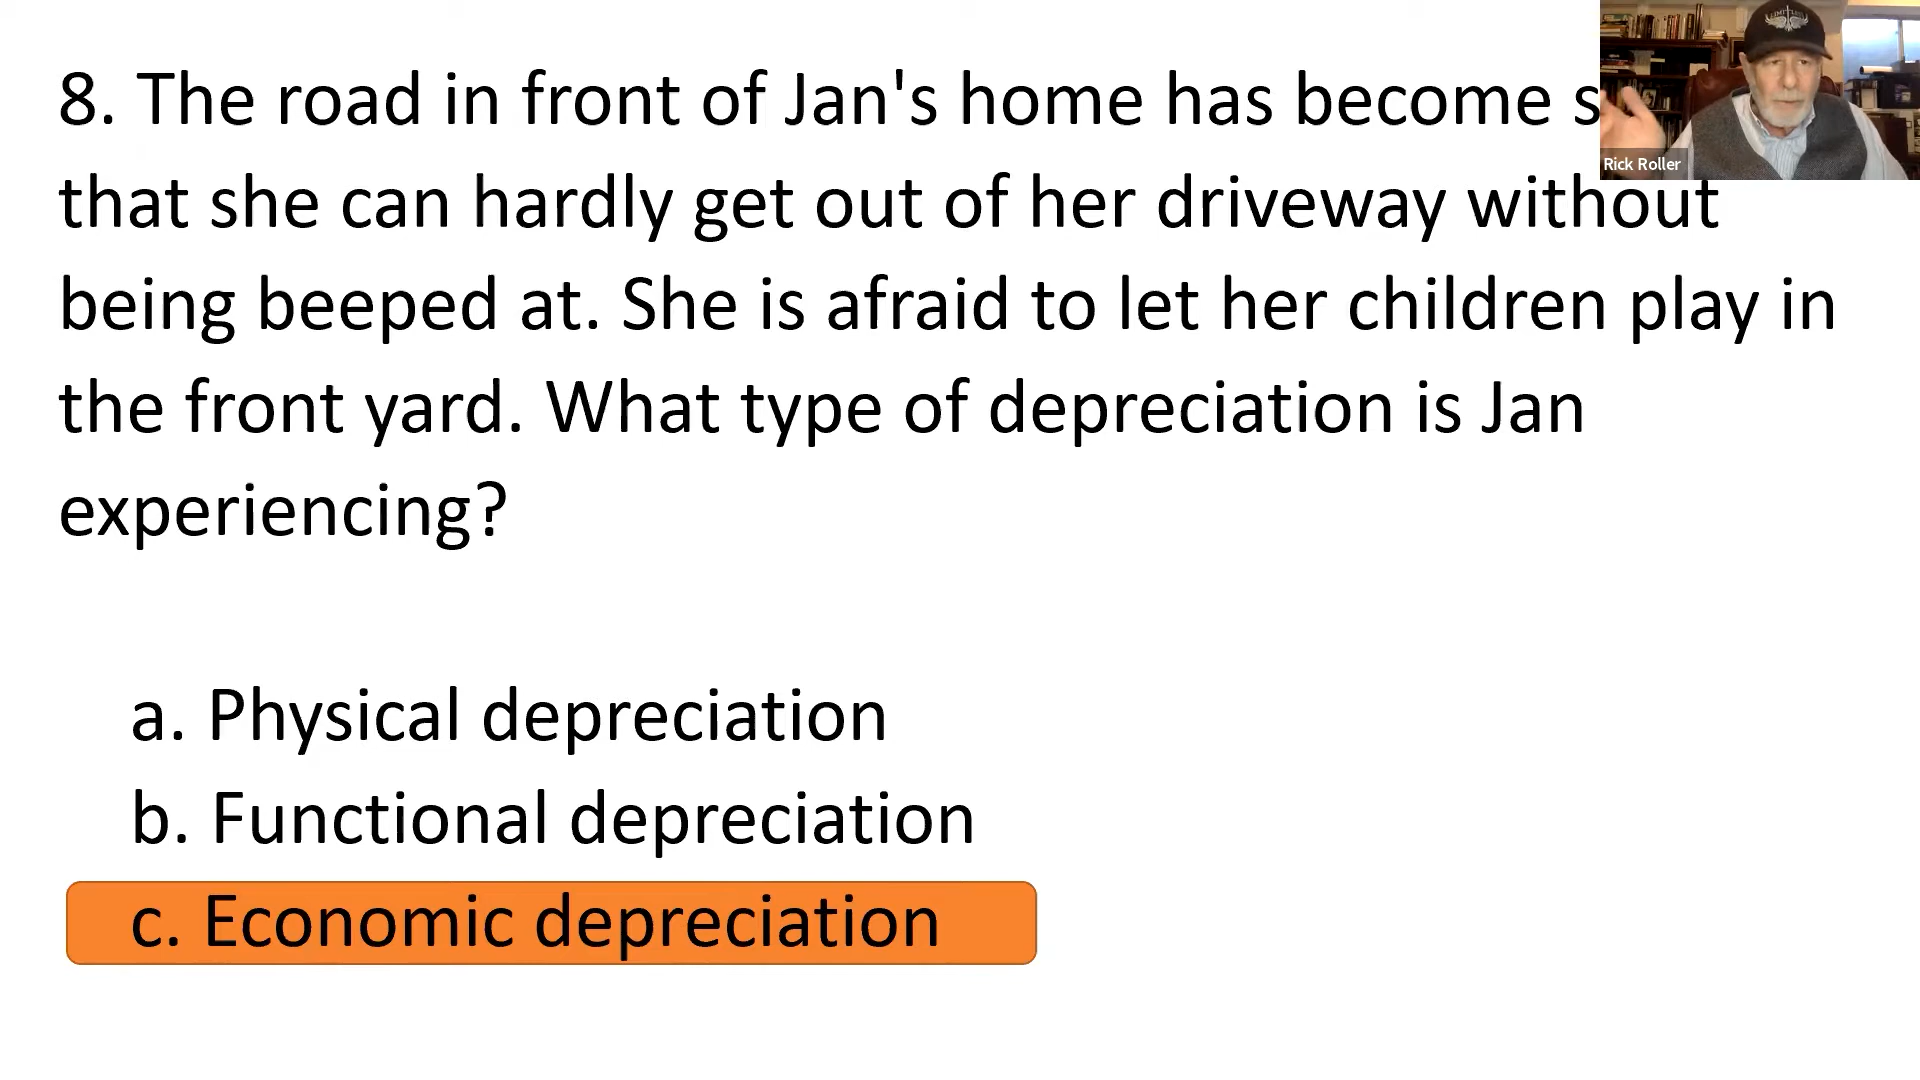 8. The road in front of Jan's home has become s
that she can hardly get out of her driveway without
being beeped at. She is afraid to let her children play in
the front yard. What type of depreciation is Jan
experiencing?
a. Physical depreciation
b. Functional depreciation
c. Economic depreciation
Rick Roller